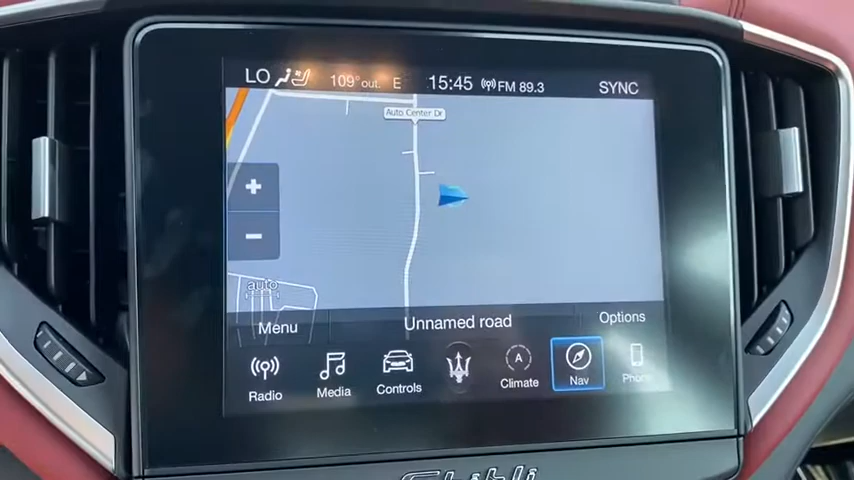 LO 109° out E 15:45 FM 89.3 SYNC
Auto Center Dr
+
−
auto
Menu Unnamed road Options
Radio Media Controls A Climate Nav Phone
Ghibli